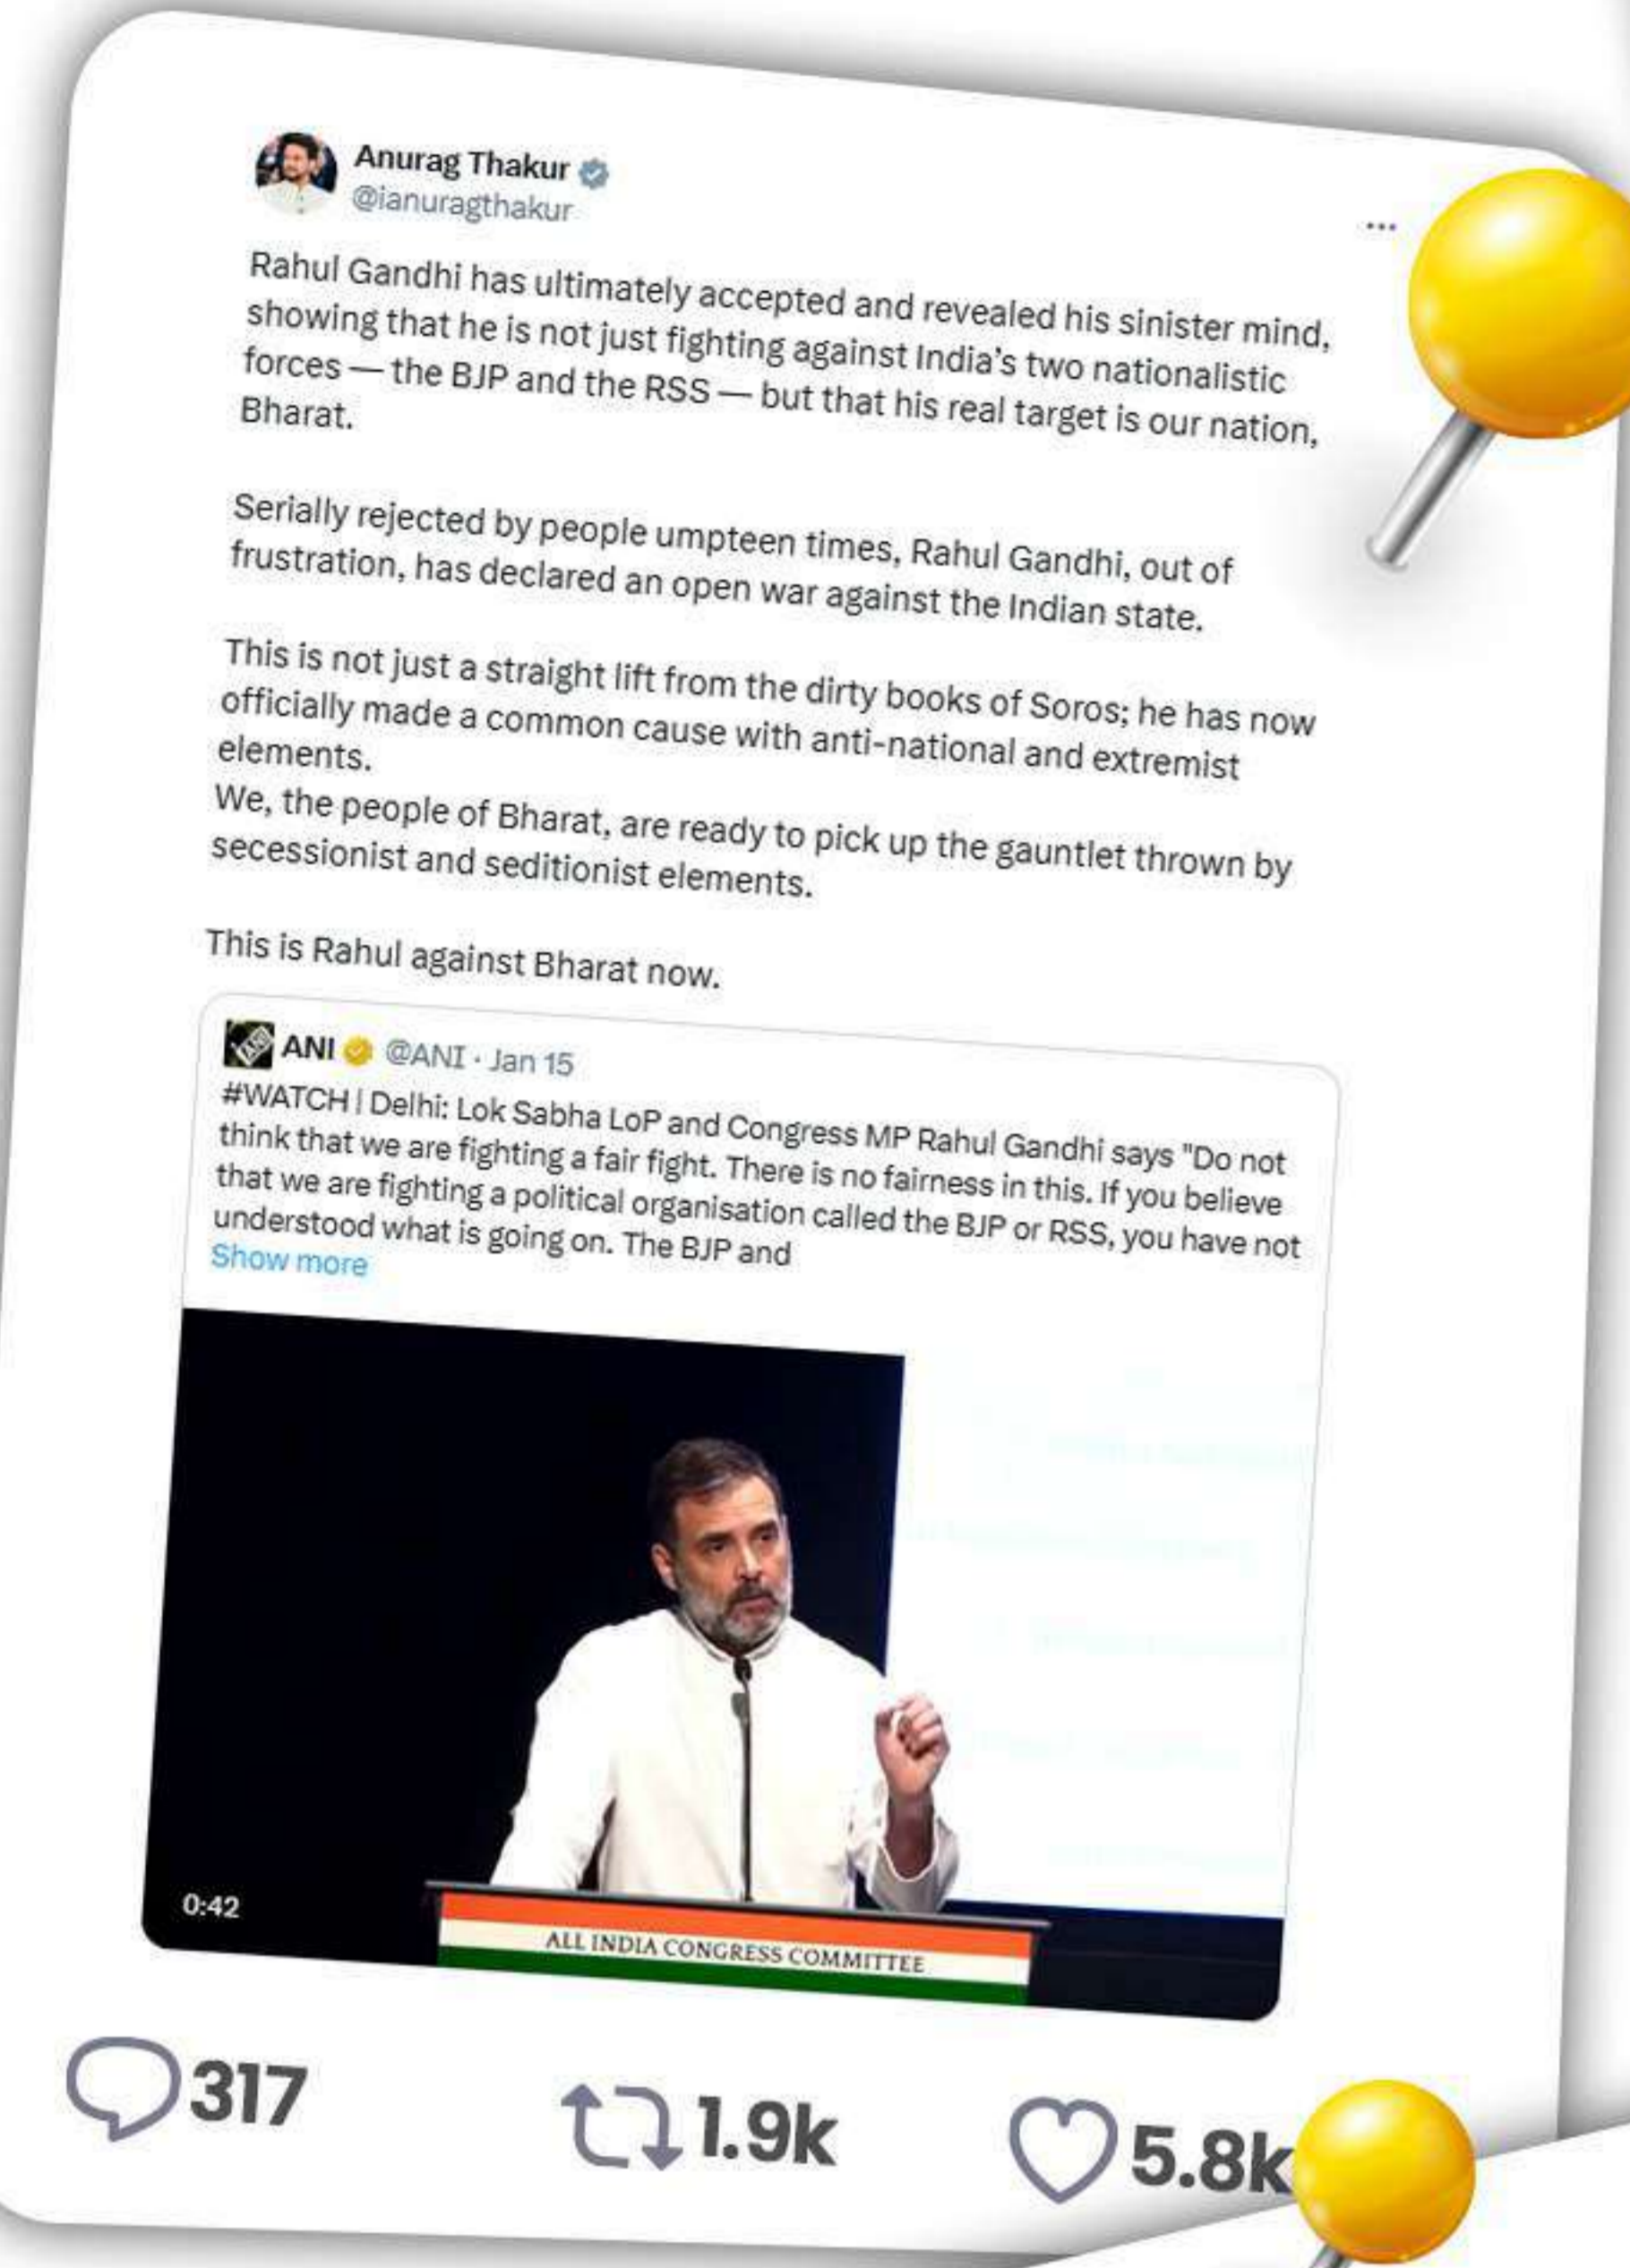 Anurag Thakur
@ianuragthakur
Rahul Gandhi has ultimately accepted and revealed his sinister mind,
showing that he is not just fighting against India's two nationalistic
forces — the BJP and the RSS — but that his real target is our nation,
Bharat.
Serially rejected by people umpteen times, Rahul Gandhi, out of
frustration, has declared an open war against the Indian state.
This is not just a straight lift from the dirty books of Soros; he has now
officially made a common cause with anti-national and extremist
elements.
We, the people of Bharat, are ready to pick up the gauntlet thrown by
secessionist and seditionist elements.
This is Rahul against Bharat now.
ANI @ANI · Jan 15
#WATCH | Delhi: Lok Sabha LoP and Congress MP Rahul Gandhi says "Do not
think that we are fighting a fair fight. There is no fairness in this. If you believe
that we are fighting a political organisation called the BJP or RSS, you have not
understood what is going on. The BJP and
Show more
0:42
ALL INDIA CONGRESS COMMITTEE
317
1.9k
5.8k